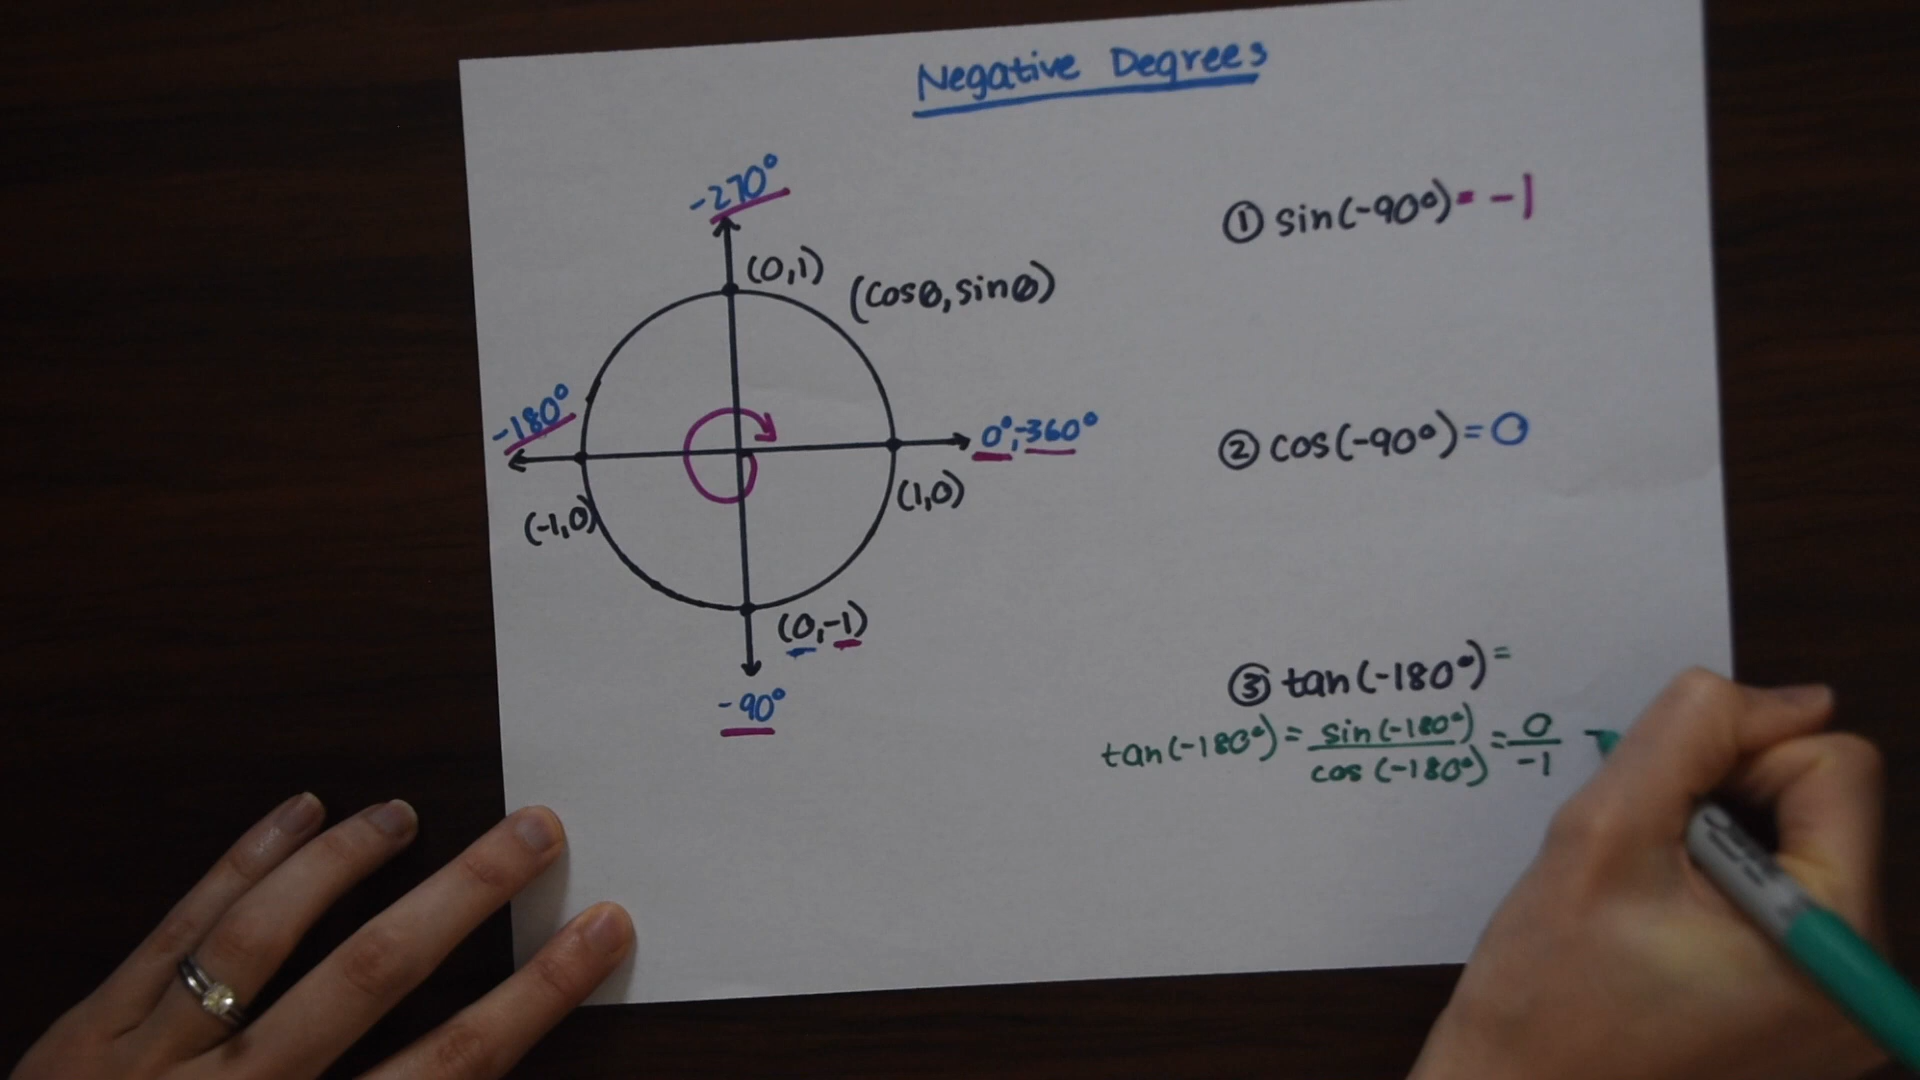 Negative Degrees
-270°
(0,1)
(cosθ, sinθ)
① sin(-90°) = -1
-180°
0°, -360°
② cos(-90°) = 0
(-1,0)
(1,0)
(0,-1)
-90°
③ tan(-180°) =
tan(-180°) = sin(-180°)/cos(-180°) = 0/-1